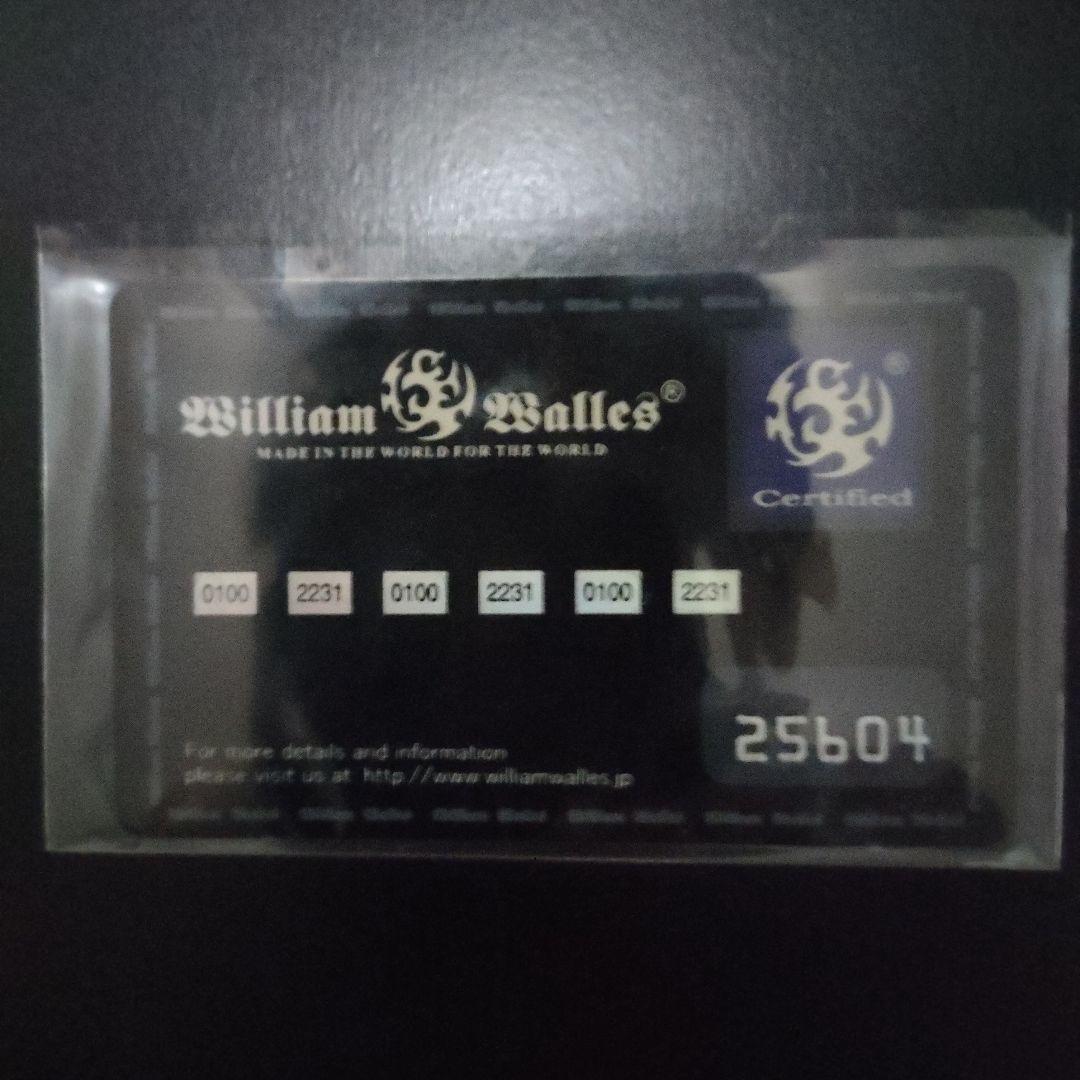 William Walles®
MADE IN THE WORLD FOR THE WORLD
®
Certified
0100 2231 0100 2231 0100 2231
25604
For more details and information
please visit us at http://www.williamwalles.jp